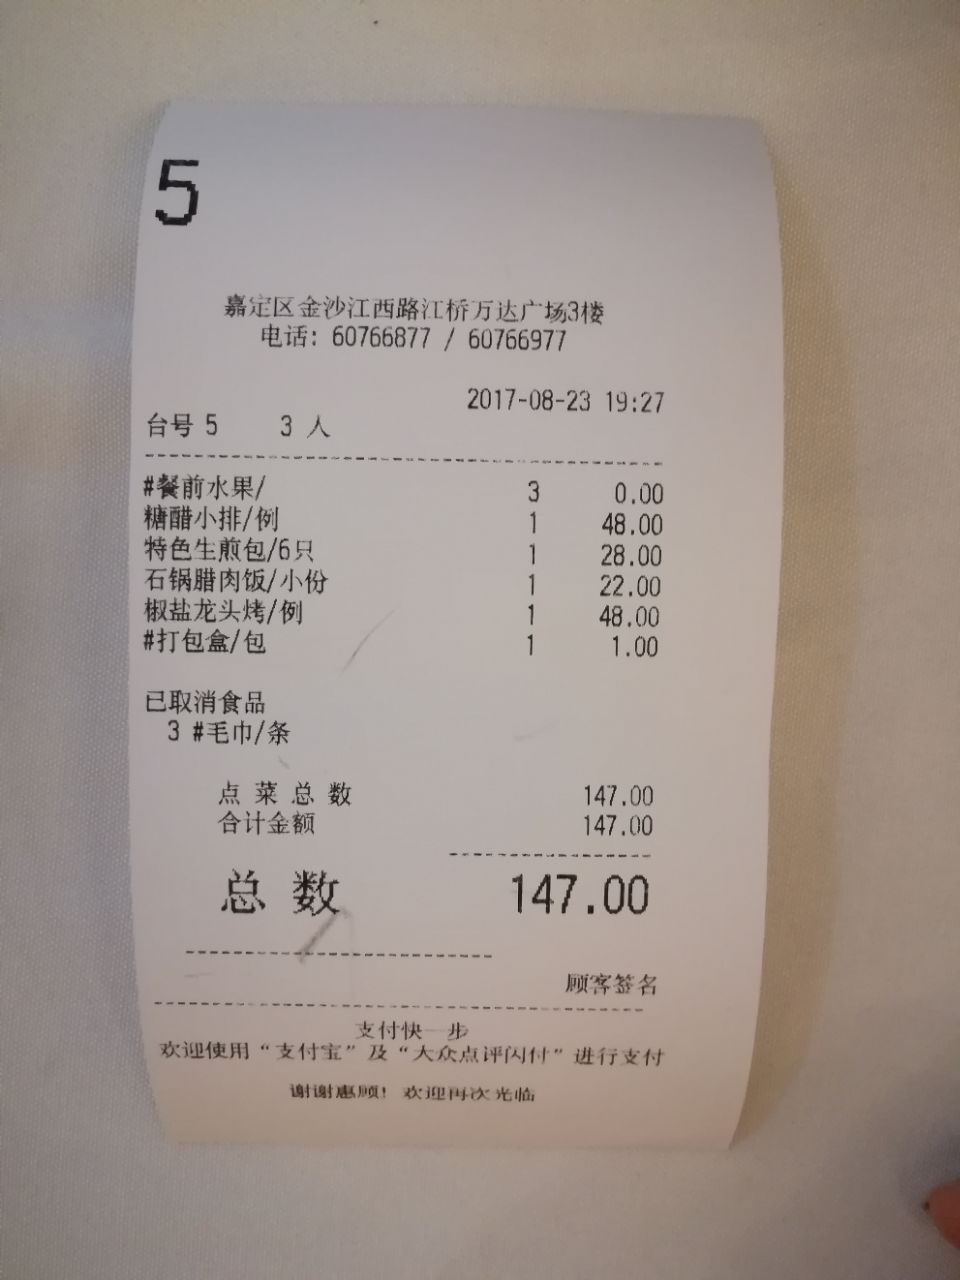 5
嘉定区金沙江西路江桥万达广场3楼
电话: 60766877 / 60766977
2017-08-23 19:27
台号 5 3 人
#餐前水果/ 3 0.00
糖醋小排/例 1 48.00
特色生煎包/6只 1 28.00
石锅腊肉饭/小份 1 22.00
椒盐龙头烤/例 1 48.00
#打包盒/包 1 1.00
已取消食品
3 #毛巾/条
点 菜 总 数 147.00
合计金额 147.00
总 数 147.00
顾客签名
支付快一步
欢迎使用“支付宝”及“大众点评闪付”进行支付
谢谢惠顾! 欢迎再次光临